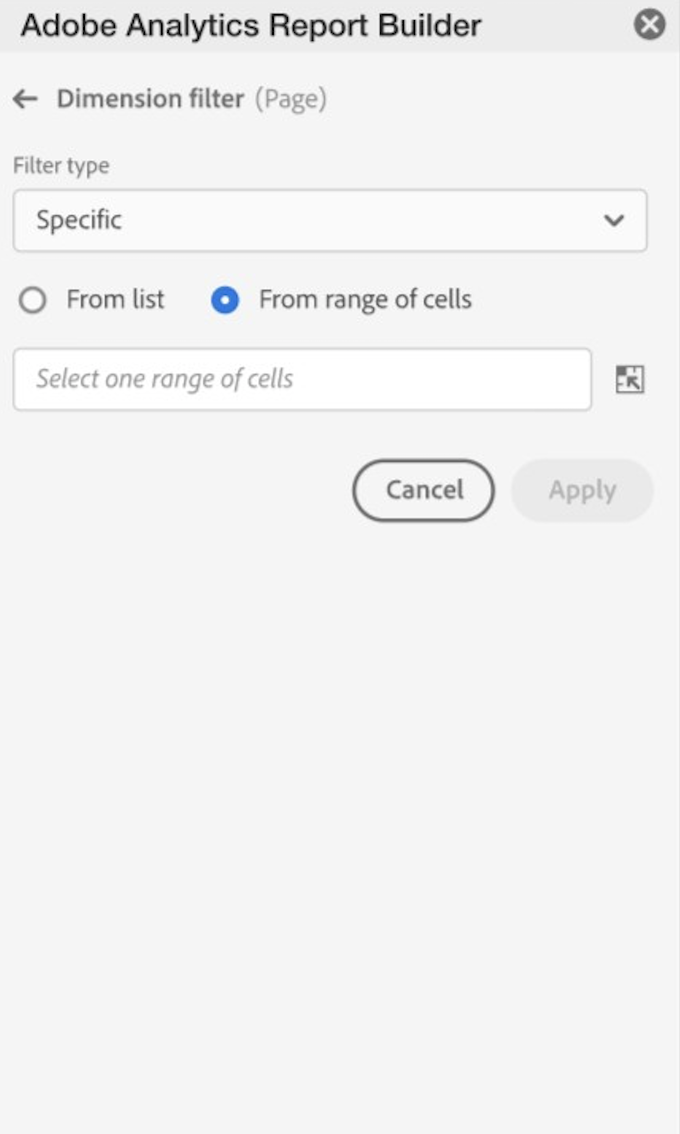 Adobe Analytics Report Builder
Dimension filter (Page)
Filter type
Specific
From list From range of cells
Select one range of cells
Cancel Apply